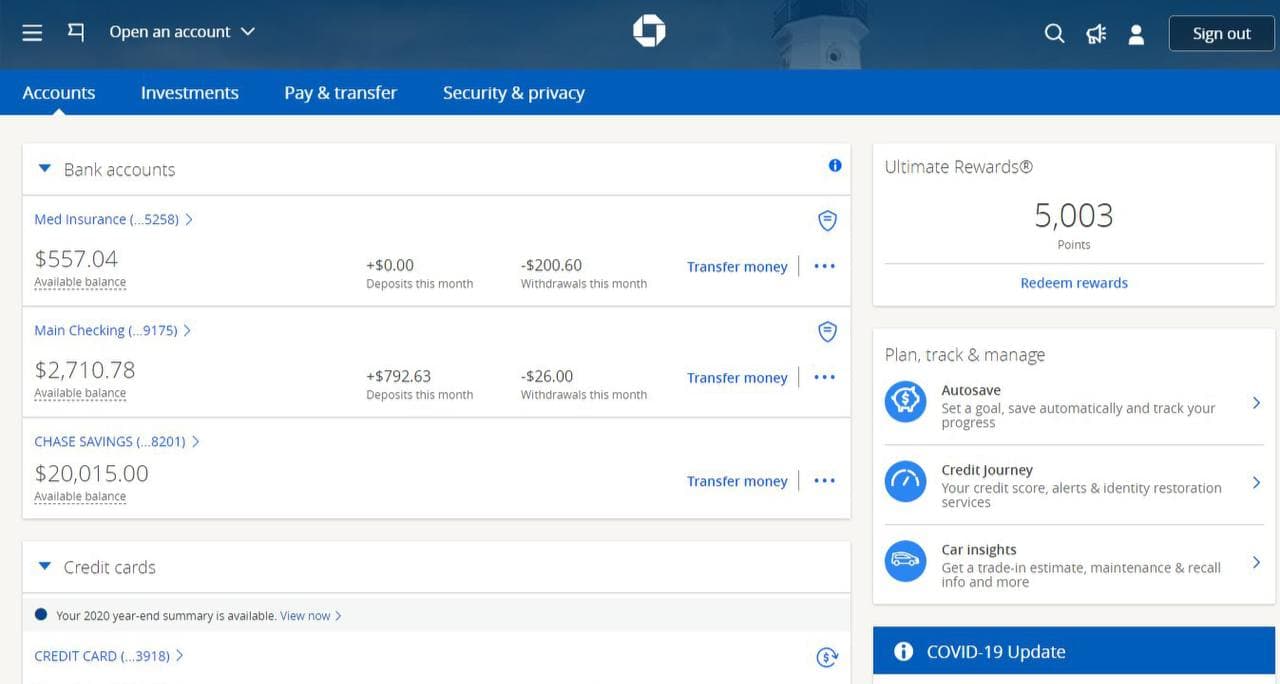 Open an account
Sign out
Accounts Investments Pay & transfer Security & privacy
Bank accounts
Med Insurance (...5258)
$557.04
Available balance
+$0.00
Deposits this month
-$200.60
Withdrawals this month
Transfer money
Main Checking (...9175)
$2,710.78
Available balance
+$792.63
Deposits this month
-$26.00
Withdrawals this month
Transfer money
CHASE SAVINGS (...8201)
$20,015.00
Available balance
Transfer money
Credit cards
Your 2020 year-end summary is available. View now
CREDIT CARD (...3918)
Ultimate Rewards®
5,003
Points
Redeem rewards
Plan, track & manage
Autosave
Set a goal, save automatically and track your
progress
Credit Journey
Your credit score, alerts & identity restoration
services
Car insights
Get a trade-in estimate, maintenance & recall
info and more
COVID-19 Update